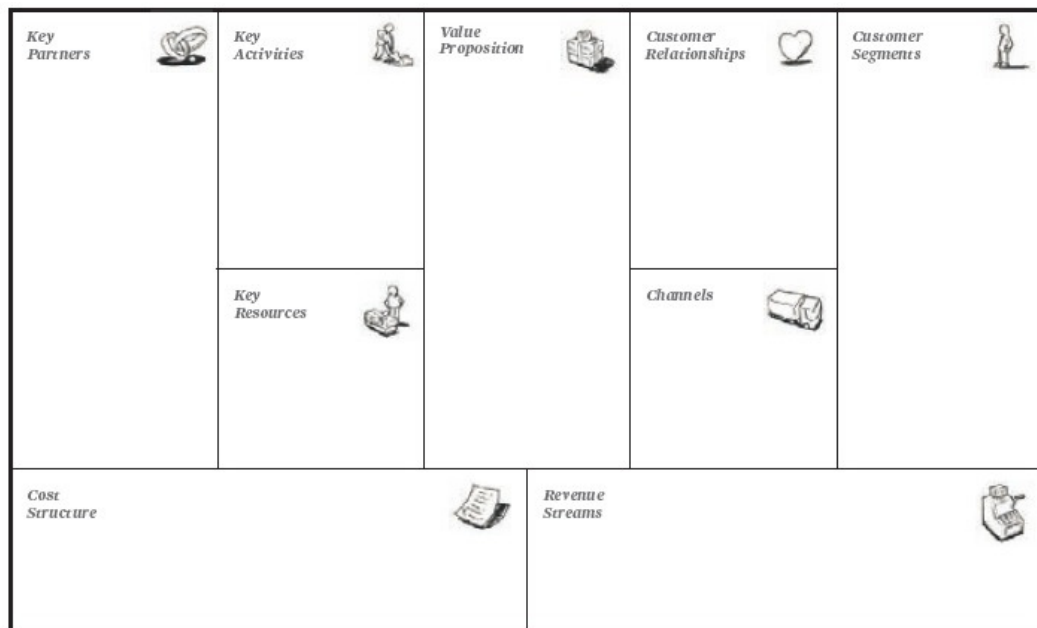 Key
Partners
Key
Activities
Value
Proposition
Customer
Relationships
Customer
Segments
Key
Resources
Channels
Cost
Structure
Revenue
Streams